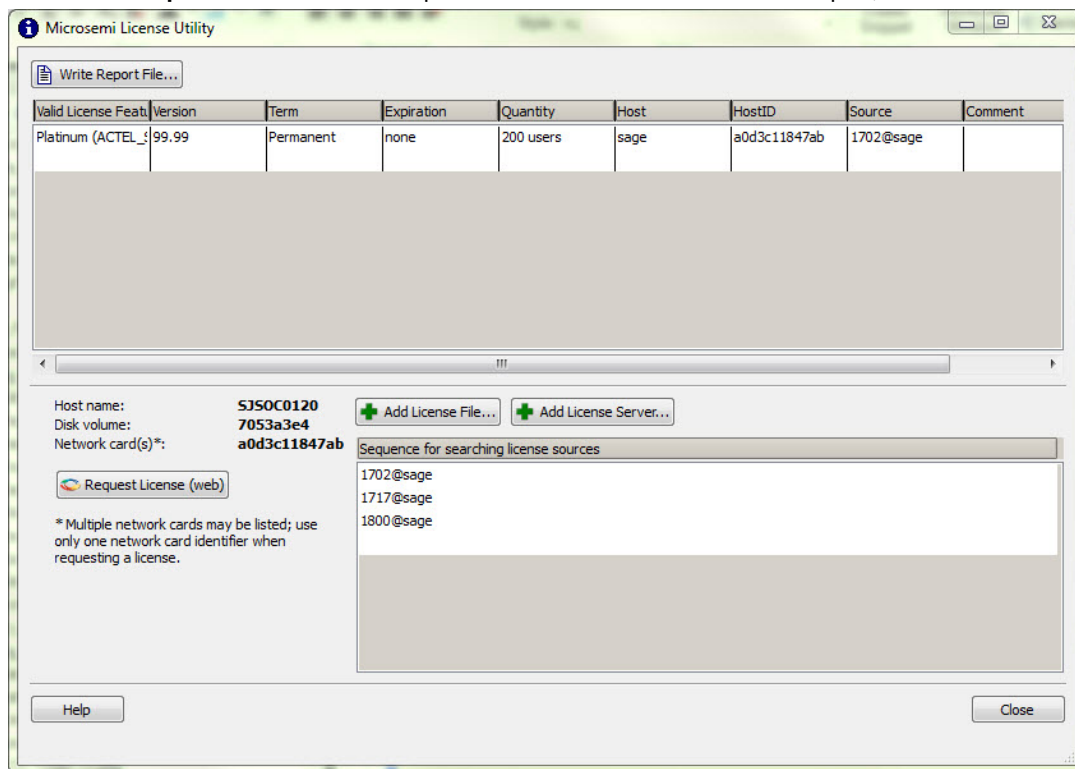 Microsemi License Utility
Write Report File...
Valid License Featu Version Term Expiration Quantity Host HostID Source Comment
Platinum (ACTEL_S 99.99 Permanent none 200 users sage a0d3c11847ab 1702@sage
Host name: SJSOC0120
Disk volume: 7053a3e4
Network card(s)*: a0d3c11847ab
Add License File... Add License Server...
Sequence for searching license sources
1702@sage
1717@sage
1800@sage
Request License (web)
* Multiple network cards may be listed; use
only one network card identifier when
requesting a license.
Help Close